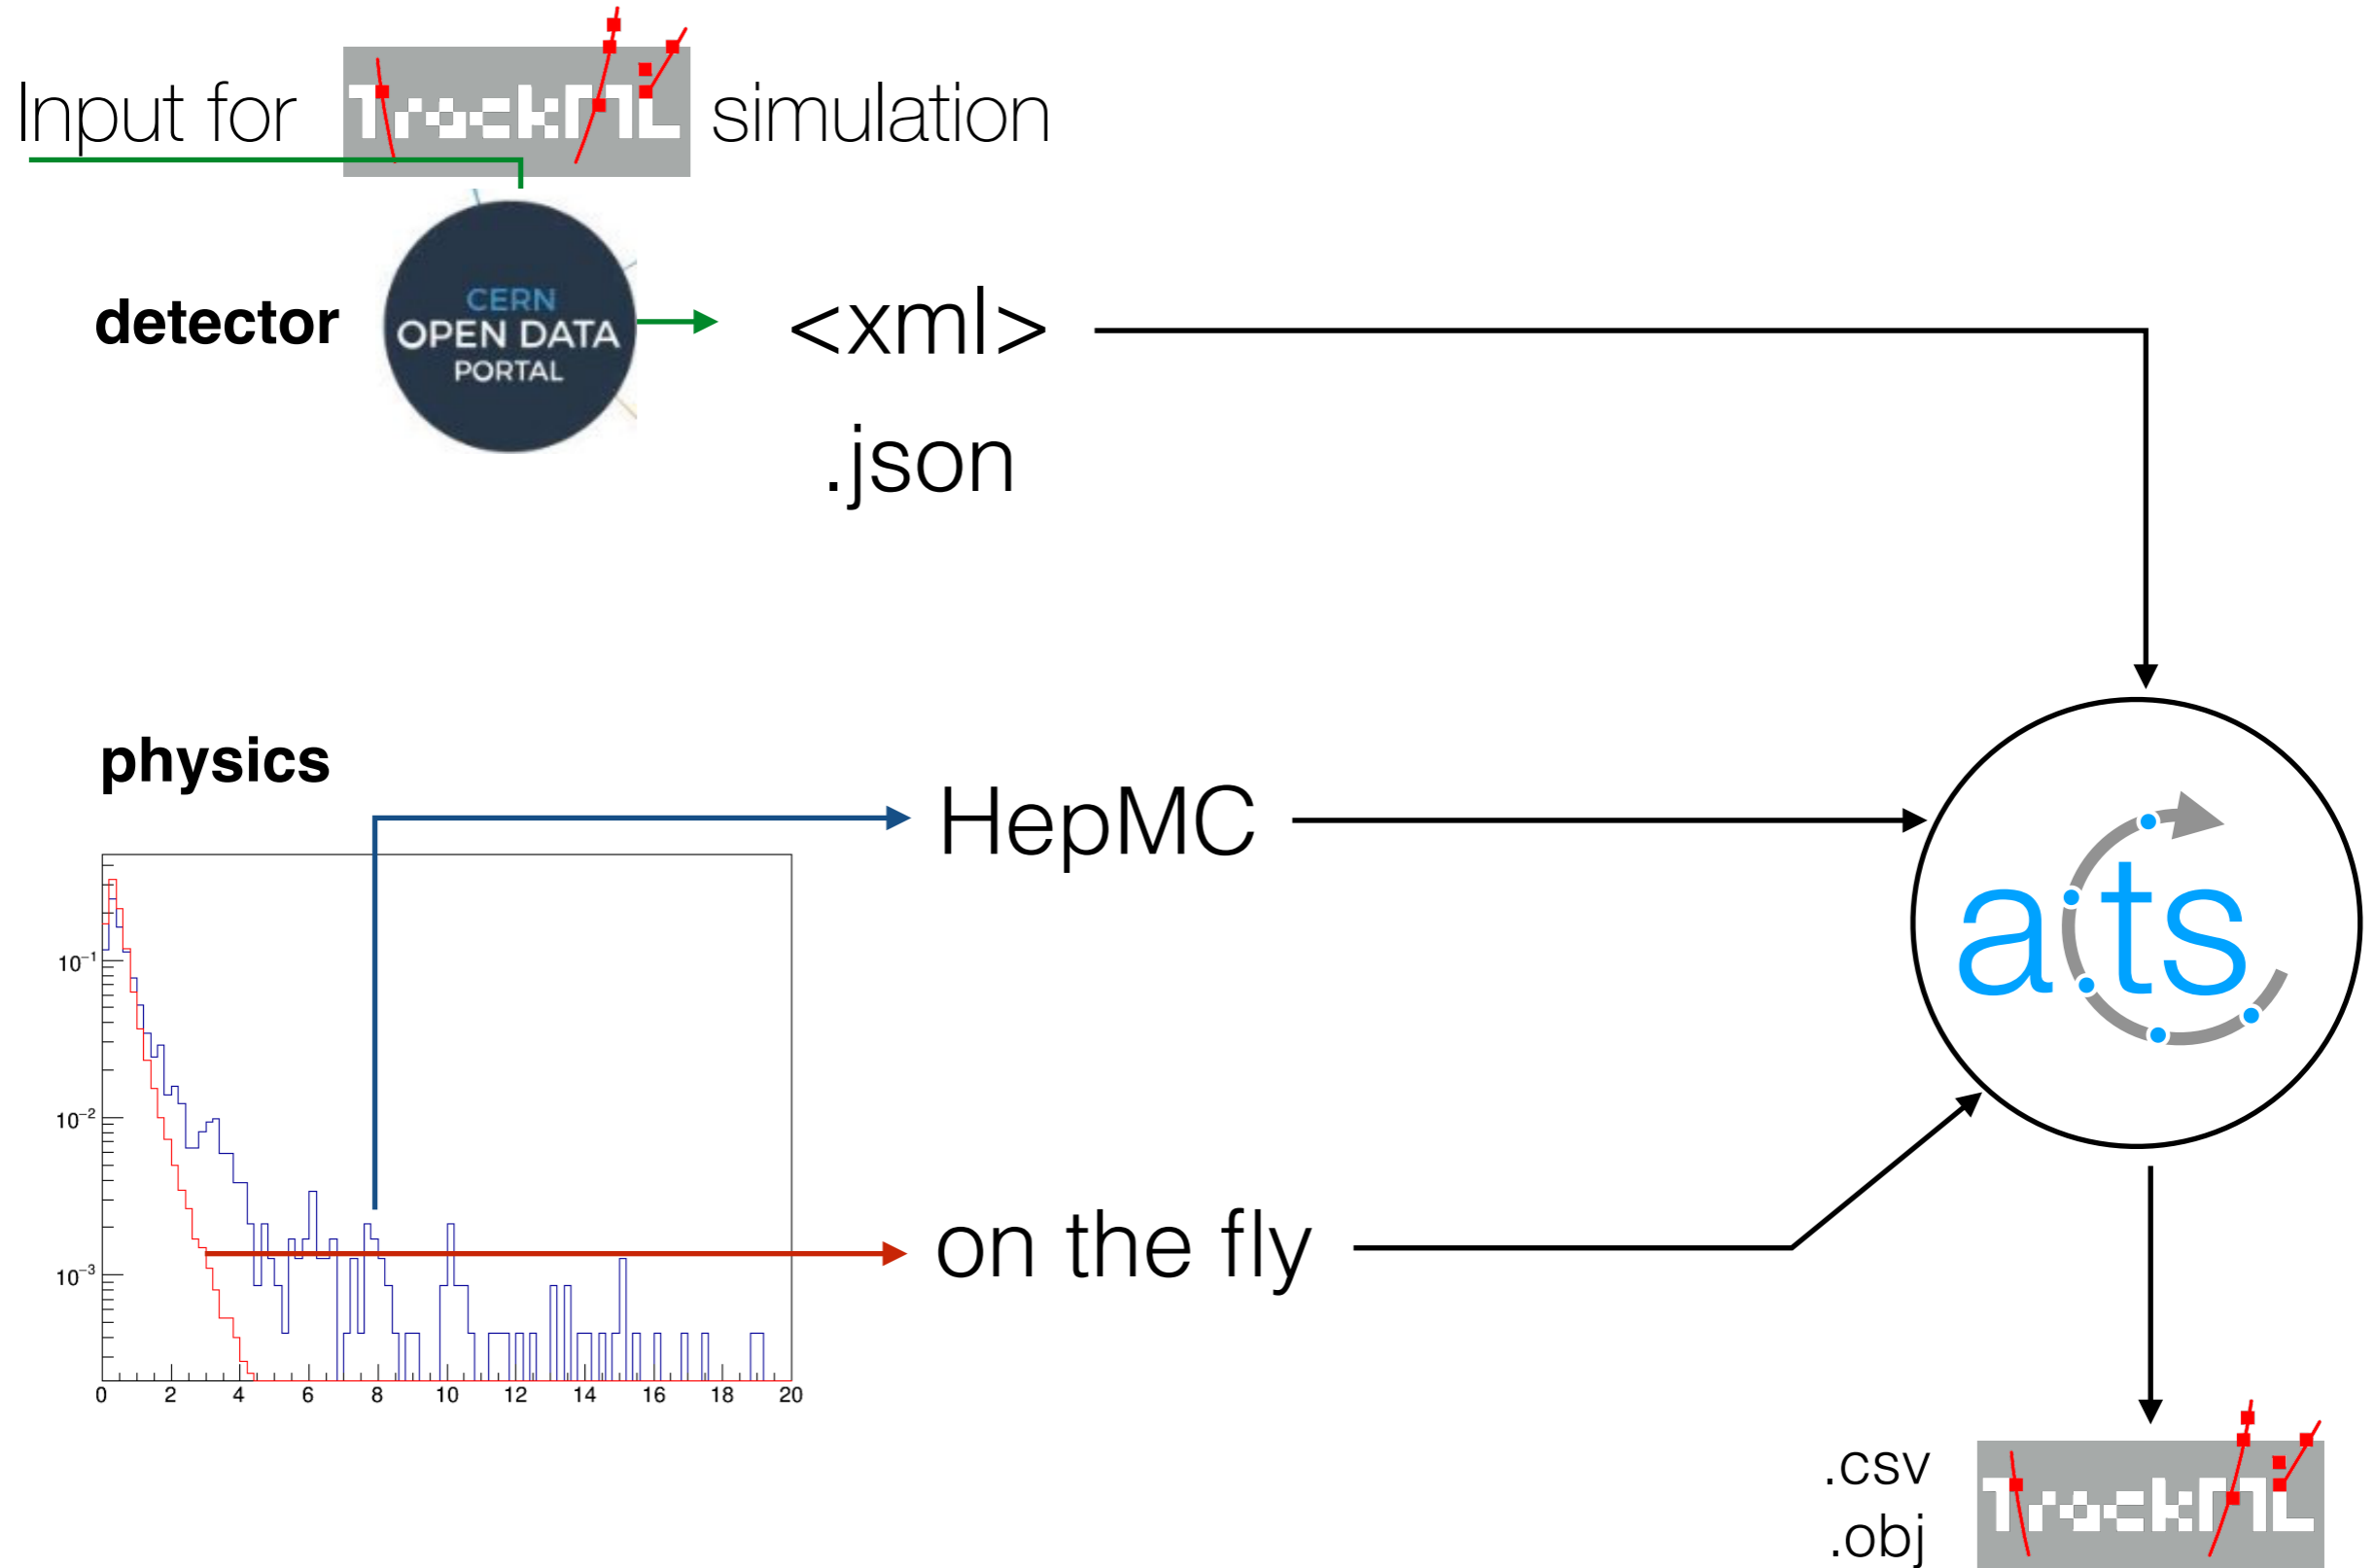 Input for TrackML simulation
detector
CERN
OPEN DATA
PORTAL
<xml>
.json
physics
HepMC
10⁻¹
10⁻²
10⁻³
0 2 4 6 8 10 12 14 16 18 20
on the fly
a.ts
.csv
.obj
TrackML